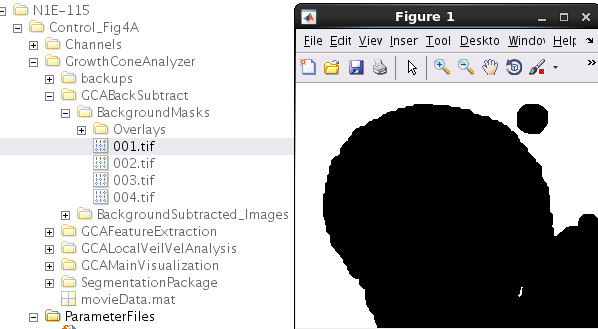 N1E-115
Control_Fig4A
Channels
GrowthConeAnalyzer
backups
GCABackSubtract
BackgroundMasks
Overlays
001.tif
002.tif
003.tif
004.tif
BackgroundSubtracted_Images
GCAFeatureExtraction
GCALocalVeilVelAnalysis
GCAMainVisualization
SegmentationPackage
movieData.mat
ParameterFiles
Figure 1
File Edit View Inser Tool Deskto Window Help